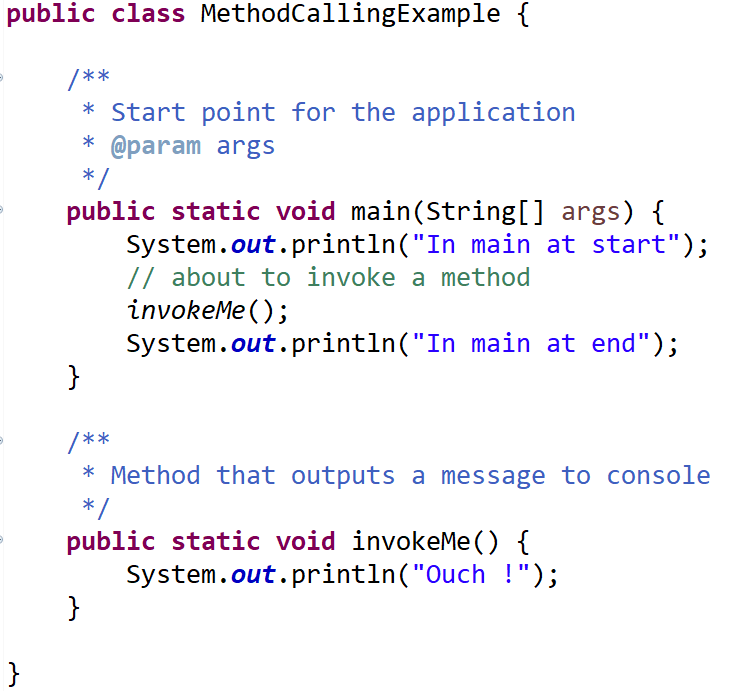 public class MethodCallingExample {
/**
* Start point for the application
* @param args
*/
public static void main(String[] args) {
System.out.println("In main at start");
// about to invoke a method
invokeMe();
System.out.println("In main at end");
}
/**
* Method that outputs a message to console
*/
public static void invokeMe() {
System.out.println("Ouch !");
}
}